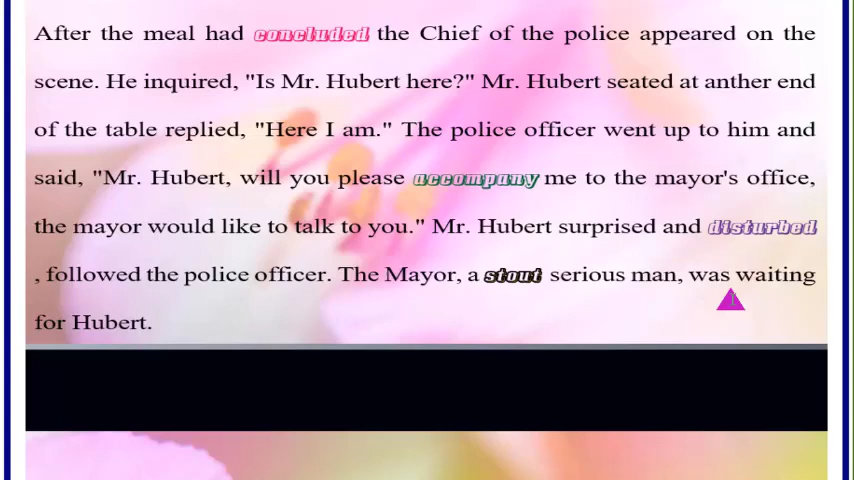 After the meal had concluded the Chief of the police appeared on the
scene. He inquired, "Is Mr. Hubert here?" Mr. Hubert seated at anther end
of the table replied, "Here I am." The police officer went up to him and
said, "Mr. Hubert, will you please accompany me to the mayor's office,
the mayor would like to talk to you." Mr. Hubert surprised and disturbed
, followed the police officer. The Mayor, a stout serious man, was waiting
for Hubert.